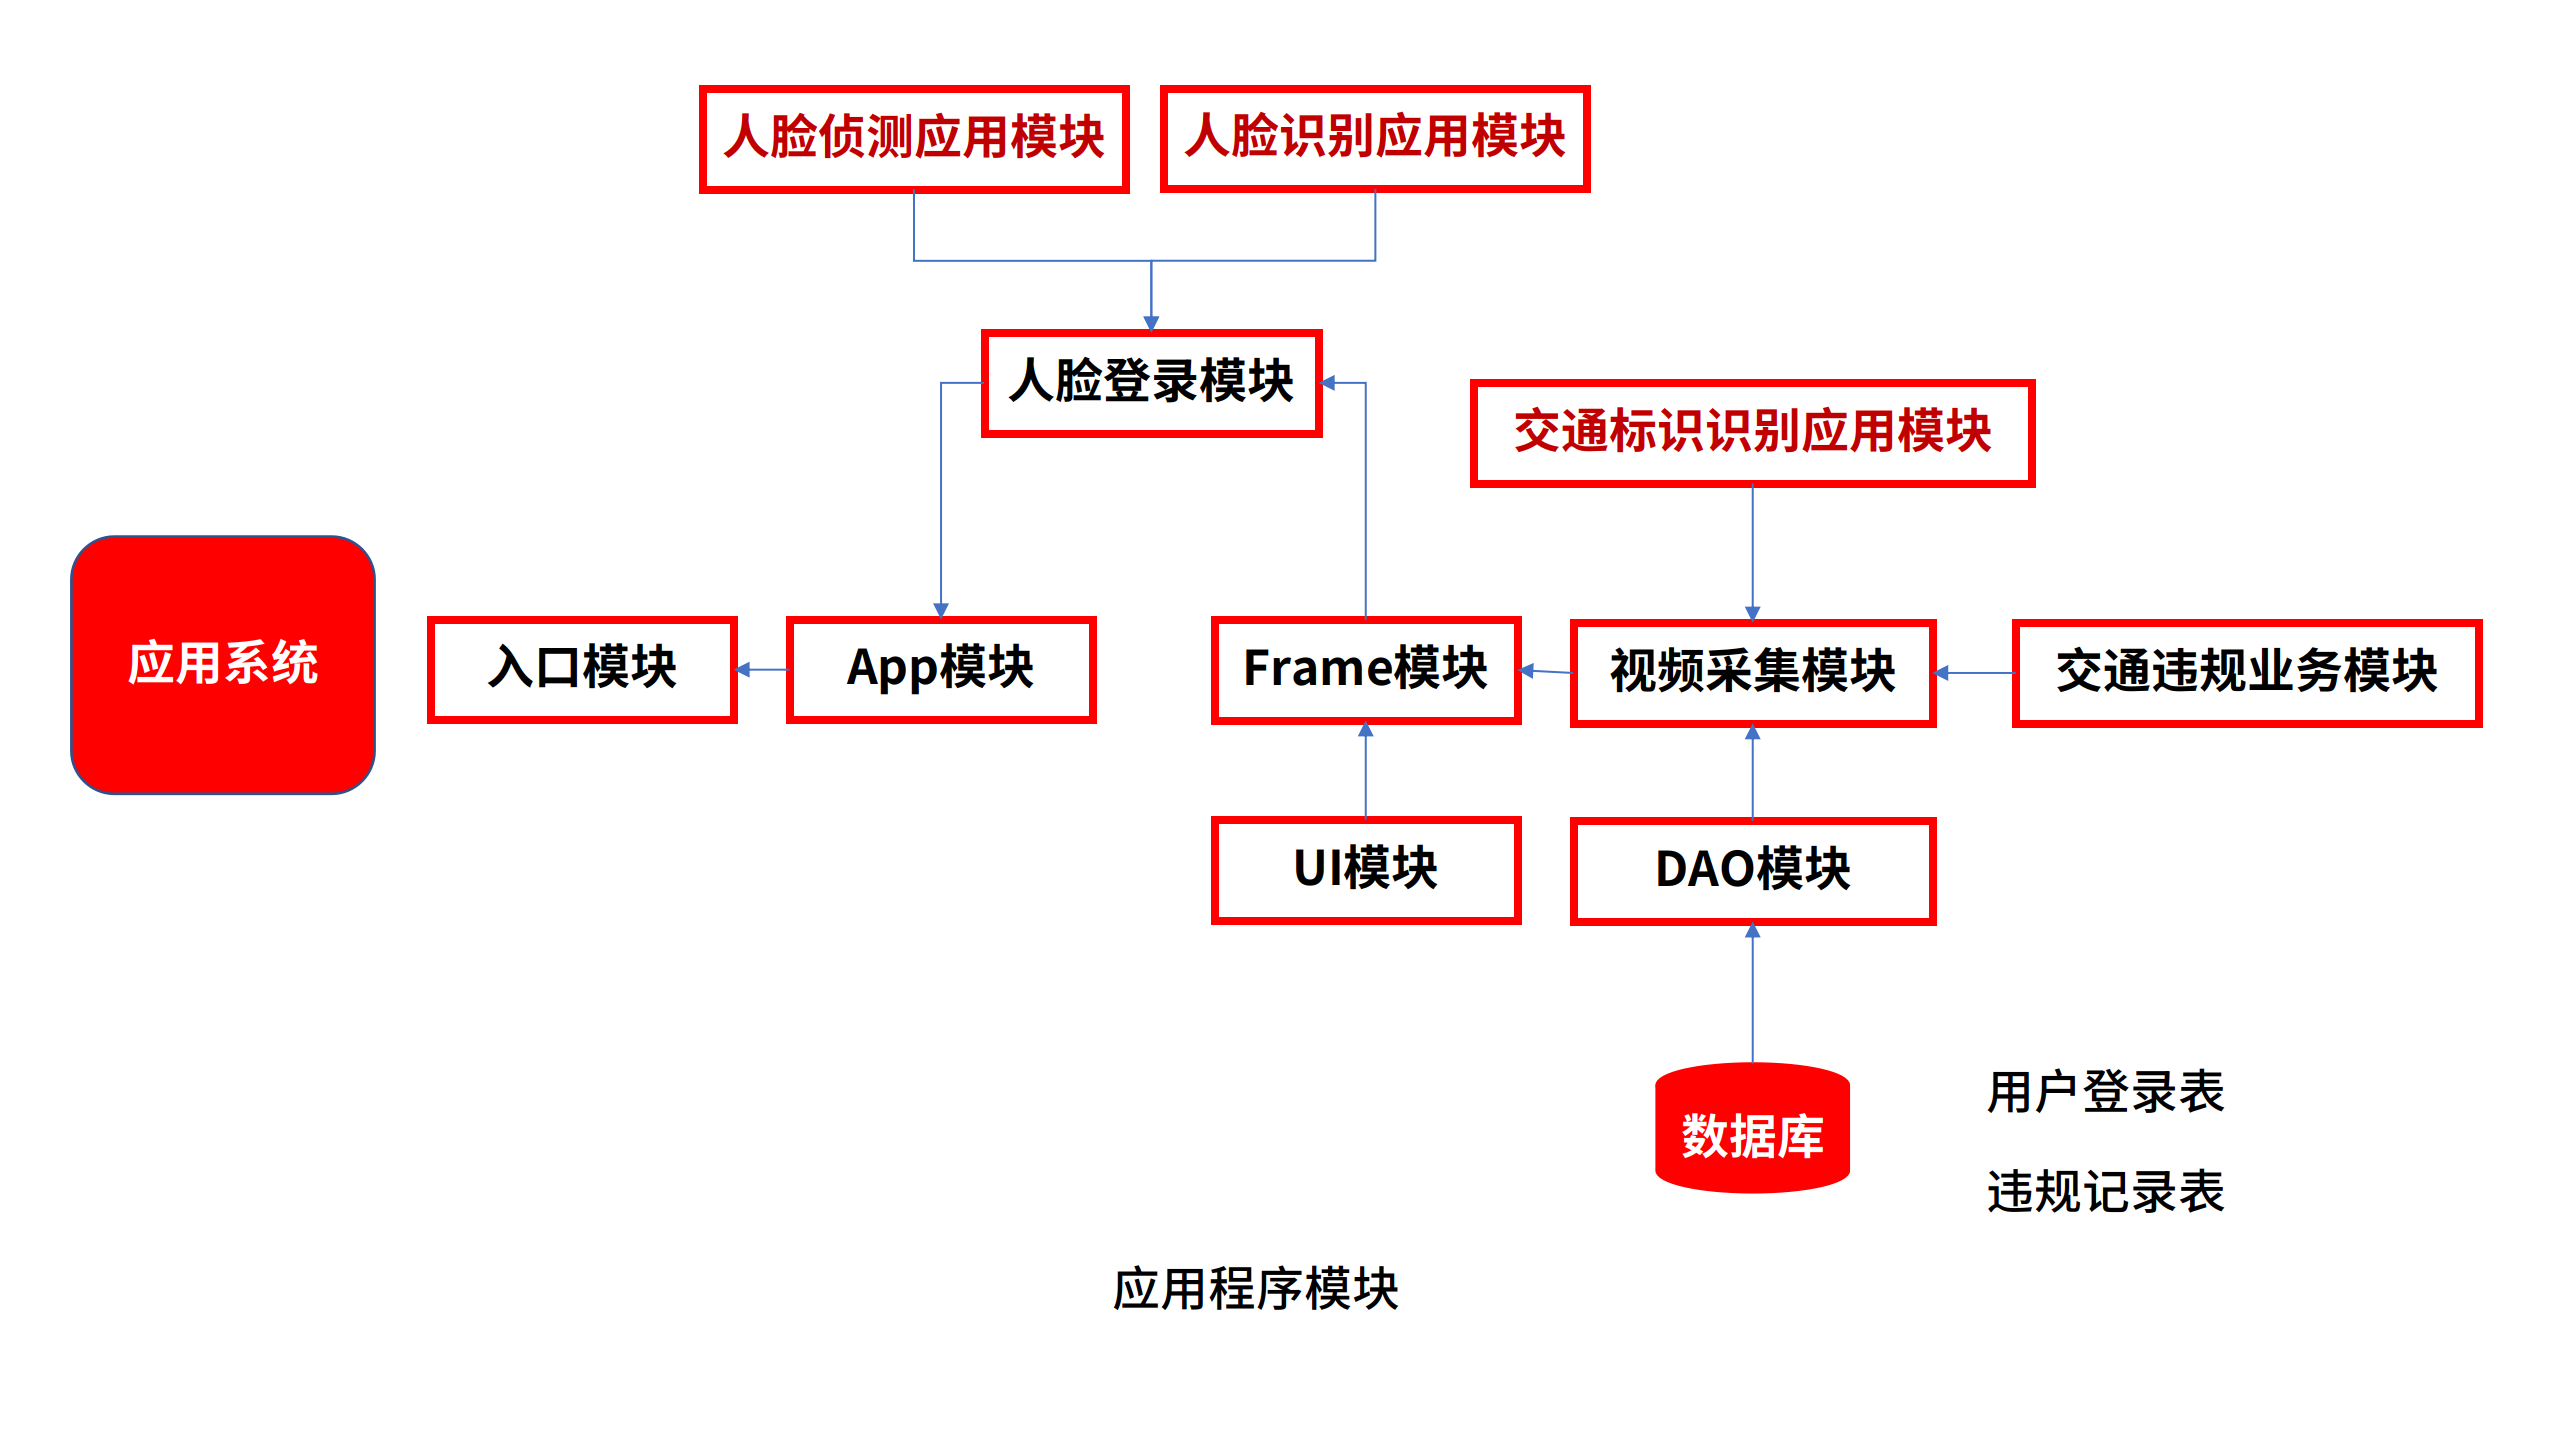 人脸侦测应用模块
人脸识别应用模块
人脸登录模块
交通标识识别应用模块
应用系统
入口模块
App模块
Frame模块
视频采集模块
交通违规业务模块
UI模块
DAO模块
数据库
用户登录表
违规记录表
应用程序模块